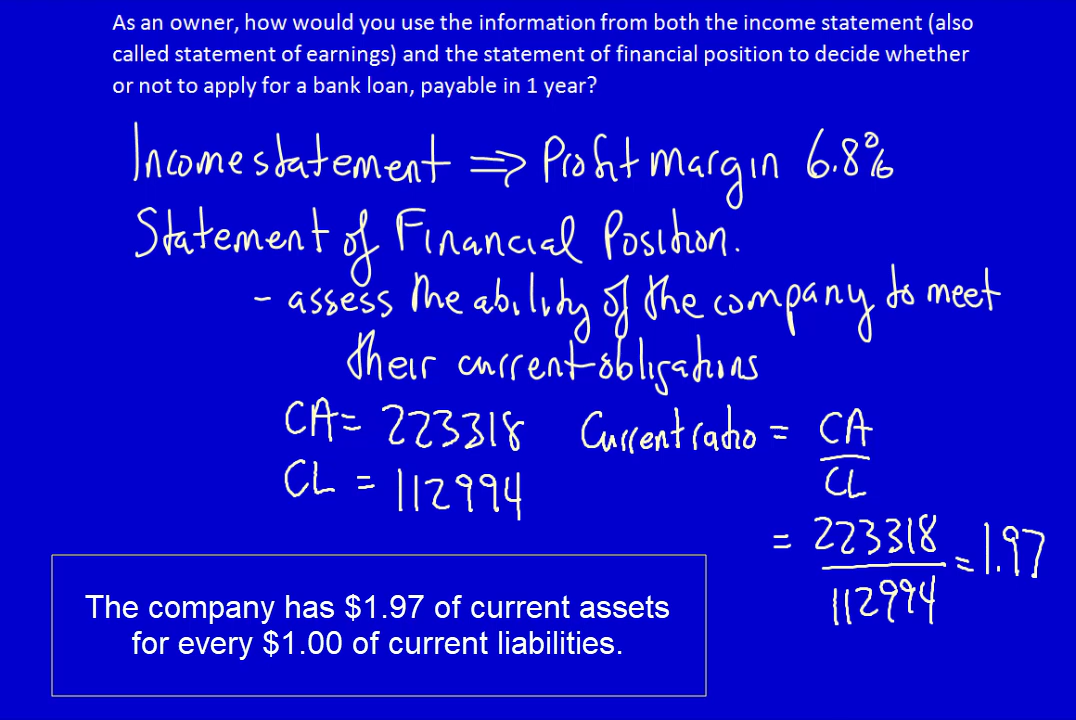 As an owner, how would you use the information from both the income statement (also
called statement of earnings) and the statement of financial position to decide whether
or not to apply for a bank loan, payable in 1 year?
Income statement ⇒ Profit margin 6.8%
Statement of Financial Position.
- assess the ability of the company to meet
their current obligations
CA = 223318 Current ratio = CA
CL = 112994 CL
= 223318 = 1.97
112994
The company has $1.97 of current assets
for every $1.00 of current liabilities.